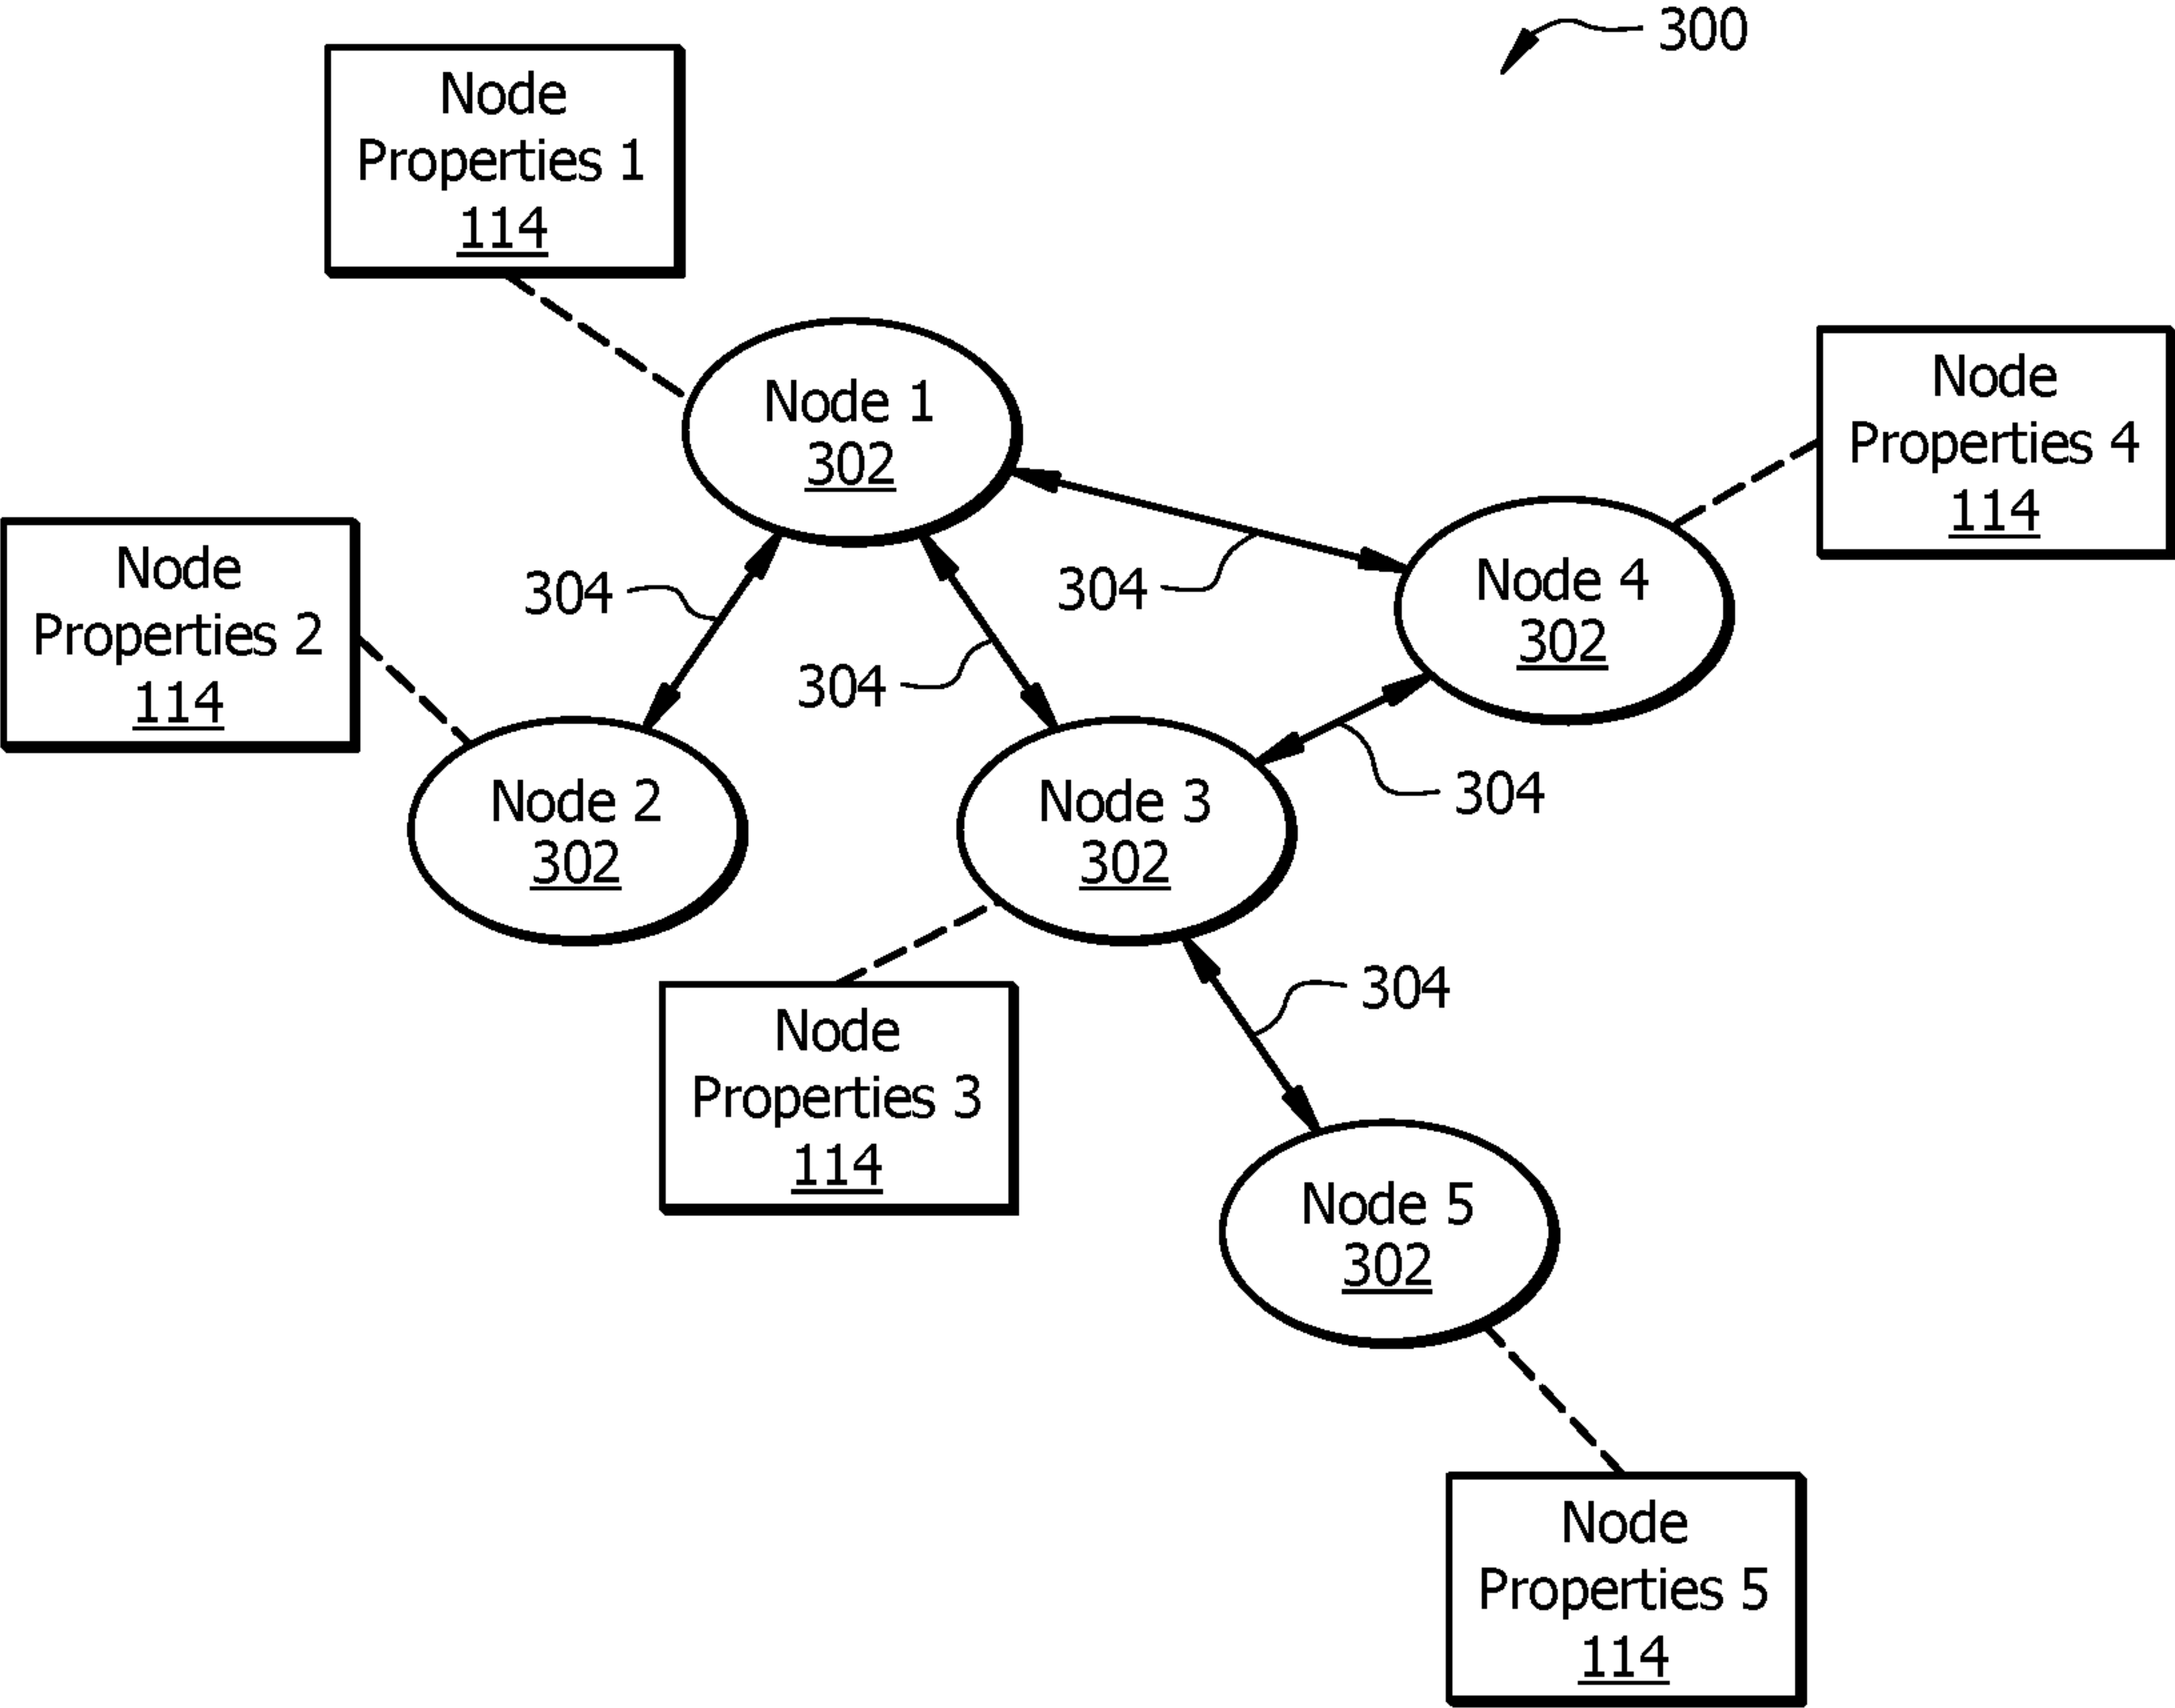 300
Node
Properties 1
114
Node 1
302
Node
Properties 4
114
Node
Properties 2
114
304
304
304
Node 4
302
304
Node 2
302
Node 3
302
304
Node
Properties 3
114
Node 5
302
Node
Properties 5
114